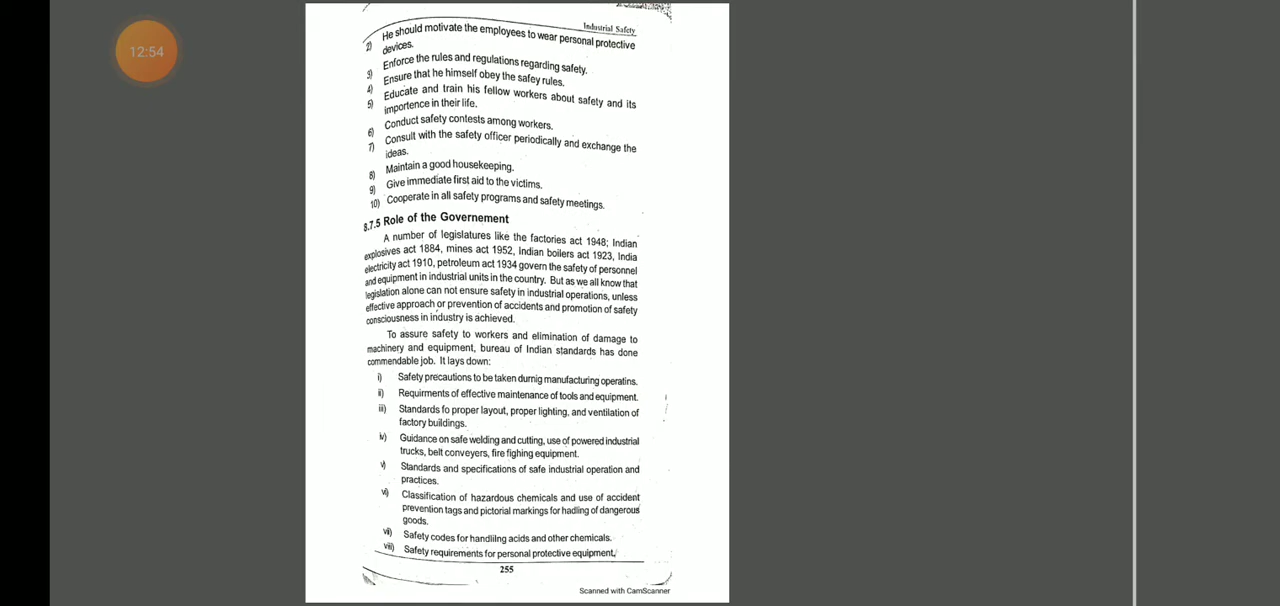 12:54
Industrial Safety
2) He should motivate the employees to wear personal protective
devices.
3) Enforce the rules and regulations regarding safety.
4) Ensure that he himself obey the safey rules.
5) Educate and train his fellow workers about safety and its
importence in their life.
6) Conduct safety contests among workers.
7) Consult with the safety officer periodically and exchange the
ideas.
8) Maintain a good housekeeping.
9) Give immediate first aid to the victims.
10) Cooperate in all safety programs and safety meetings.
8.7.5 Role of the Governement
A number of legislatures like the factories act 1948; Indian
explosives act 1884, mines act 1952, Indian boilers act 1923, India
electricity act 1910, petroleum act 1934 govern the safety of personnel
and equipment in industrial units in the country. But as we all know that
legislation alone can not ensure safety in industrial operations, unless
effective approach or prevention of accidents and promotion of safety
consciousness in industry is achieved.
To assure safety to workers and elimination of damage to
machinery and equipment, bureau of Indian standards has done
commendable job. It lays down:
i) Safety precautions to be taken durnig manufacturing operatins.
ii) Requirments of effective maintenance of tools and equipment.
iii) Standards fo proper layout, proper lighting, and ventilation of
factory buildings.
iv) Guidance on safe welding and cutting, use of powered industrial
trucks, belt conveyers, fire fighing equipment.
v) Standards and specifications of safe industrial operation and
practices.
vi) Classification of hazardous chemicals and use of accident
prevention tags and pictorial markings for hadling of dangerous
goods.
vii) Safety codes for handlilng acids and other chemicals.
viii) Safety requirements for personal protective equipment,
255
Scanned with CamScanner